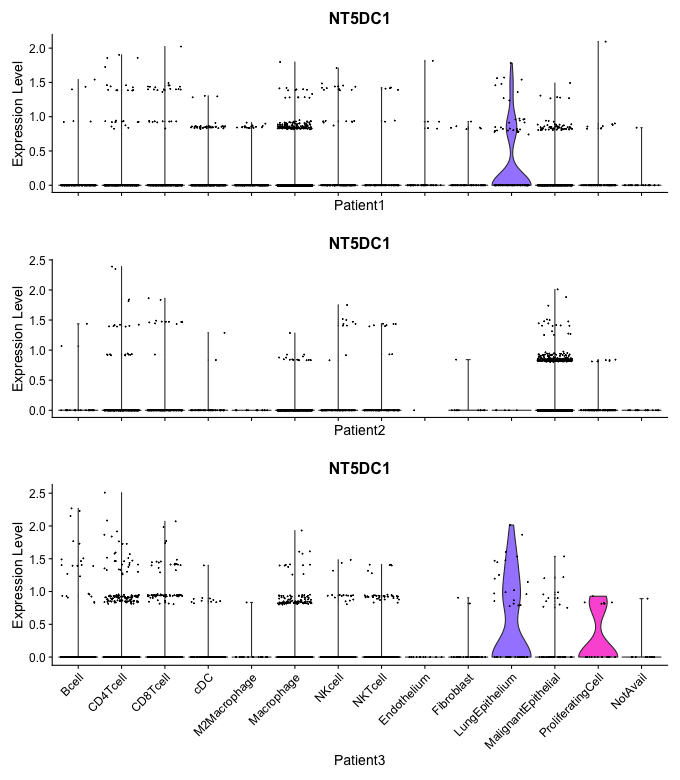 NT5DC1
Expression Level
2.0
1.5
1.0
0.5
0.0
Patient1
NT5DC1
Expression Level
2.5
2.0
1.5
1.0
0.5
0.0
Patient2
NT5DC1
Expression Level
2.5
2.0
1.5
1.0
0.5
0.0
Bcell
CD4Tcell
CD8Tcell
cDC
M2Macrophage
Macrophage
NKcell
NKTcell
Endothelium
Fibroblast
LungEpithelium
MalignantEpithelial
ProliferatingCell
NotAvail
Patient3